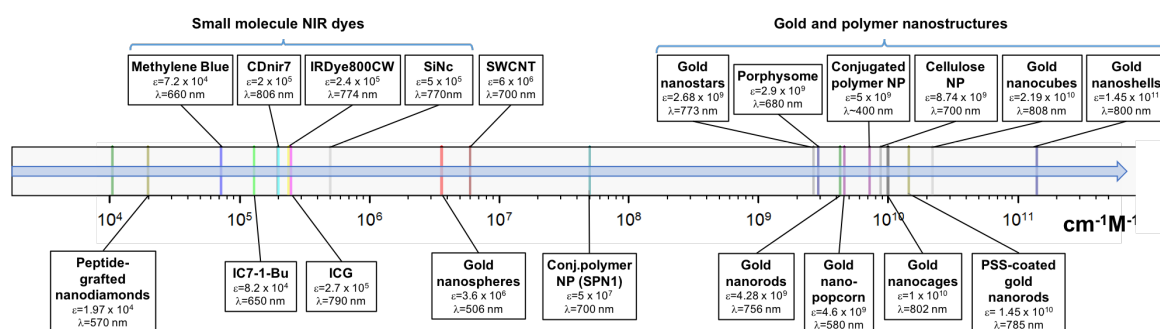 Small molecule NIR dyes
Gold and polymer nanostructures
Methylene Blue
ε=7.2 x 10⁴
λ=660 nm
CDnir7
ε=2 x 10⁵
λ=806 nm
IRDye800CW
ε=2.4 x 10⁵
λ=774 nm
SiNc
ε=5 x 10⁵
λ=770nm
SWCNT
ε=6 x 10⁶
λ=700 nm
Gold
nanostars
ε=2.68 x 10⁹
λ=773 nm
Porphysome
ε=2.9 x 10⁹
λ=680 nm
Conjugated
polymer NP
ε=5 x 10⁹
λ~400 nm
Cellulose
NP
ε=8.74 x 10⁹
λ=700 nm
Gold
nanocubes
ε=2.19 x 10¹⁰
λ=808 nm
Gold
nanoshells
ε=1.45 x 10¹¹
λ=800 nm
10⁴
10⁵
10⁶
10⁷
10⁸
10⁹
10¹⁰
10¹¹
cm⁻¹M⁻¹
Peptide-
grafted
nanodiamonds
ε=1.97 x 10⁴
λ=570 nm
IC7-1-Bu
ε=8.2 x 10⁴
λ=650 nm
ICG
ε=2.7 x 10⁵
λ=790 nm
Gold
nanospheres
ε=3.6 x 10⁶
λ=506 nm
Conj.polymer
NP (SPN1)
ε=5 x 10⁷
λ=700 nm
Gold
nanorods
ε=4.28 x 10⁹
λ=756 nm
Gold
nano-
popcorn
ε=4.6 x 10⁹
λ=580 nm
Gold
nanocages
ε=1 x 10¹⁰
λ=802 nm
PSS-coated
gold
nanorods
ε= 1.45 x 10¹⁰
λ=785 nm